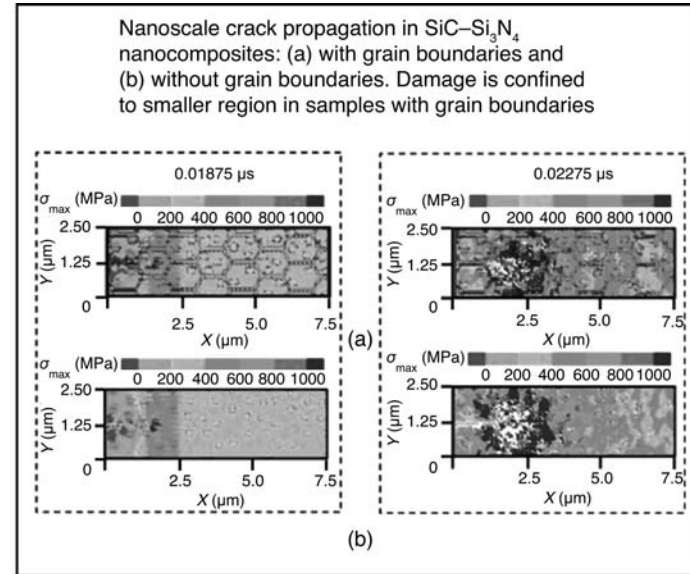 Nanoscale crack propagation in SiC–Si₃N₄
nanocomposites: (a) with grain boundaries and
(b) without grain boundaries. Damage is confined
to smaller region in samples with grain boundaries
0.01875 µs
σmax (MPa)
0 200 400 600 800 1000
2.50
1.25
0
Y (µm)
2.5 5.0 7.5
X (µm)
0.02275 µs
σmax (MPa)
0 200 400 600 800 1000
2.50
1.25
0
Y (µm)
2.5 5.0 7.5
X (µm)
(a)
σmax (MPa)
0 200 400 600 800 1000
2.50
1.25
0
Y (µm)
2.5 5.0 7.5
X (µm)
σmax (MPa)
0 200 400 600 800 1000
2.50
1.25
0
Y (µm)
2.5 5.0 7.5
X (µm)
(b)